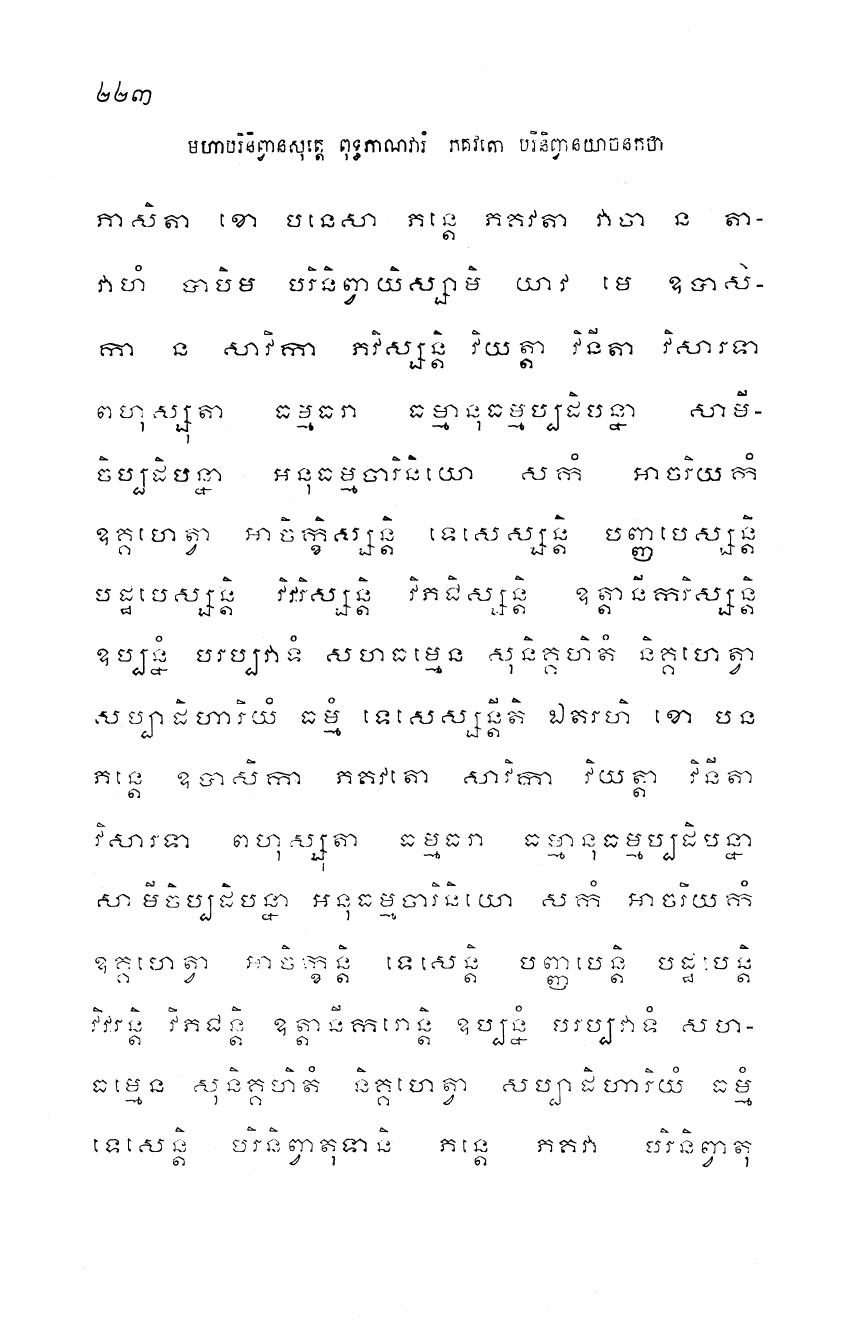 ២២៣
មហាបរិនិព្វានសុត្តេ ពុទ្ធភាណវារំ ភគវតោ បរិនិព្វានយាចនកថា
ភាសិតា ខោ បនេសា ភន្តេ ភគវតា វាចា ន តា-
វាហំ បាបិម បរិនិព្វាយិស្សាមិ យាវ មេ ឧបាសិ-
កា ន សាវិកា ភវិស្សន្តិ វិយត្តា វិនីតា វិសារទា
ពហុស្សុតា ធម្មធរា ធម្មានុធម្មប្បដិបន្នា សាមី-
ចិប្បដិបន្នា អនុធម្មចារិនិយោ សកំ អាចរិយកំ
ឧគ្គហេត្វា អាចិក្ខិស្សន្តិ ទេសេស្សន្តិ បញ្ញបេស្សន្តិ
បដ្ឋបេស្សន្តិ វិវរិស្សន្តិ វិភជិស្សន្តិ ឧត្តានីករិស្សន្តិ
ឧប្បន្នំ បរប្បវាទំ សហធម្មេន សុនិគ្គហិតំ និគ្គហេត្វា
សប្បាដិហារិយំ ធម្មំ ទេសេស្សន្តីតិ ឯតរហិ ខោ បន
ភន្តេ ឧបាសិកា ភគវតោ សាវិកា វិយត្តា វិនីតា
វិសារទា ពហុស្សុតា ធម្មធរា ធម្មានុធម្មប្បដិបន្នា
សាមីចិប្បដិបន្នា អនុធម្មចារិនិយោ សកំ អាចរិយកំ
ឧគ្គហេត្វា អាចិក្ខន្តិ ទេសេន្តិ បញ្ញបេន្តិ បដ្ឋបេន្តិ
វិវរន្តិ វិភជន្តិ ឧត្តានីករោន្តិ ឧប្បន្នំ បរប្បវាទំ សហ-
ធម្មេន សុនិគ្គហិតំ និគ្គហេត្វា សប្បាដិហារិយំ ធម្មំ
ទេសេន្តិ បរិនិព្វាតុទានិ ភន្តេ ភគវា បរិនិព្វាតុ